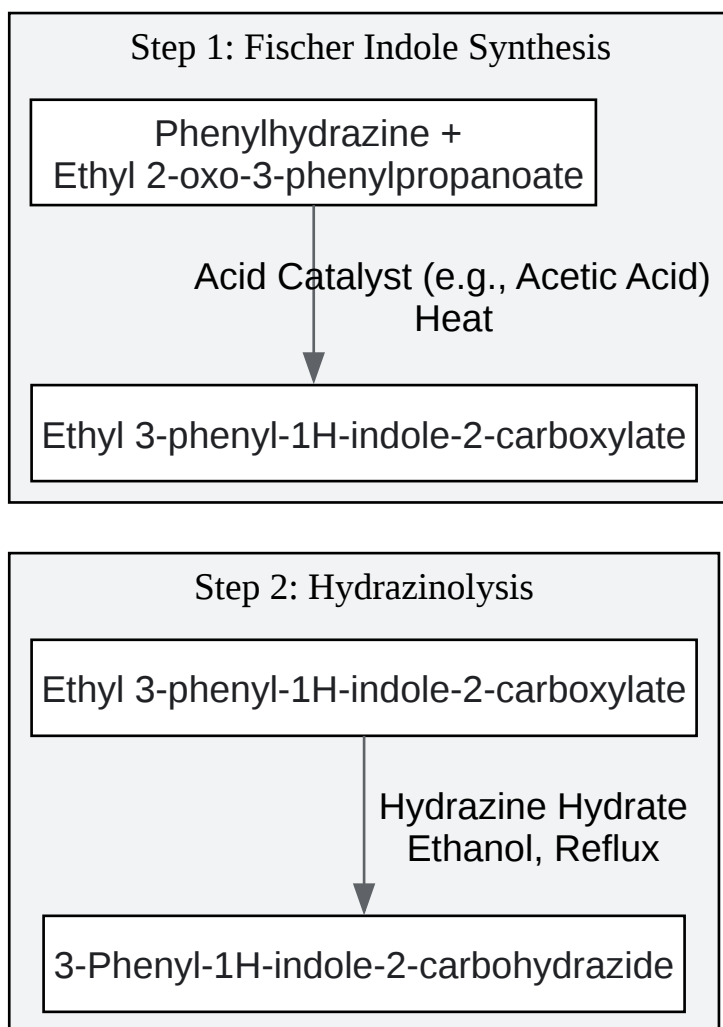 Step 1: Fischer Indole Synthesis
Phenylhydrazine +
Ethyl 2-oxo-3-phenylpropanoate
Acid Catalyst (e.g., Acetic Acid)
Heat
Ethyl 3-phenyl-1H-indole-2-carboxylate
Step 2: Hydrazinolysis
Ethyl 3-phenyl-1H-indole-2-carboxylate
Hydrazine Hydrate
Ethanol, Reflux
3-Phenyl-1H-indole-2-carbohydrazide